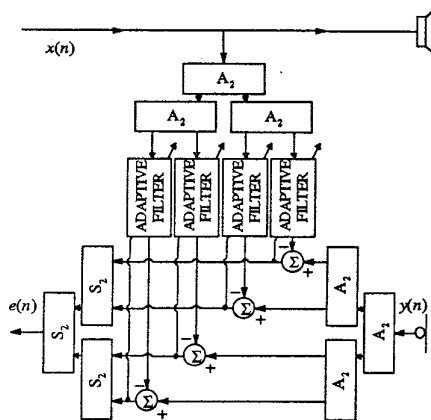 x(n)
A₂
A₂
A₂
ADAPTIVE
FILTER
ADAPTIVE
FILTER
ADAPTIVE
FILTER
ADAPTIVE
FILTER
−
Σ
+
S₂
A₂
e(n)
S₂
−
Σ
+
A₂
y(n)
−
Σ
+
S₂
A₂
−
Σ
+